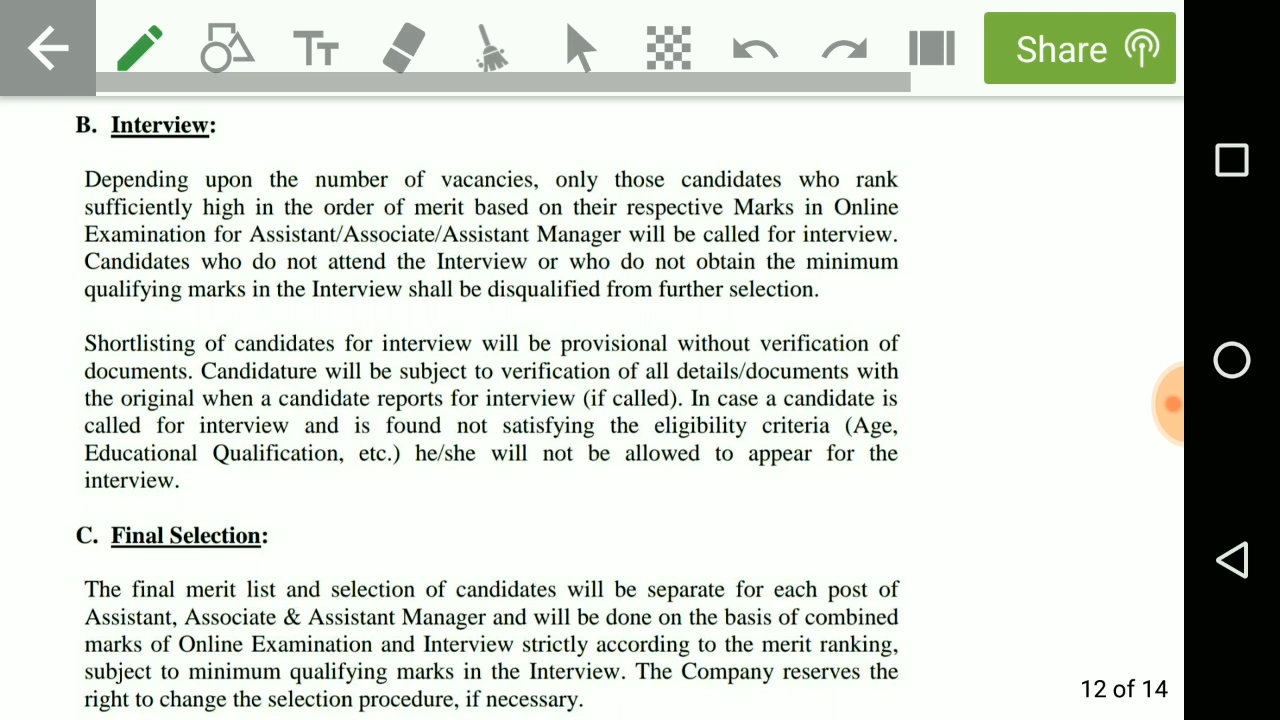 Share
B. Interview:
Depending upon the number of vacancies, only those candidates who rank
sufficiently high in the order of merit based on their respective Marks in Online
Examination for Assistant/Associate/Assistant Manager will be called for interview.
Candidates who do not attend the Interview or who do not obtain the minimum
qualifying marks in the Interview shall be disqualified from further selection.
Shortlisting of candidates for interview will be provisional without verification of
documents. Candidature will be subject to verification of all details/documents with
the original when a candidate reports for interview (if called). In case a candidate is
called for interview and is found not satisfying the eligibility criteria (Age,
Educational Qualification, etc.) he/she will not be allowed to appear for the
interview.
C. Final Selection:
The final merit list and selection of candidates will be separate for each post of
Assistant, Associate & Assistant Manager and will be done on the basis of combined
marks of Online Examination and Interview strictly according to the merit ranking,
subject to minimum qualifying marks in the Interview. The Company reserves the
right to change the selection procedure, if necessary.
12 of 14